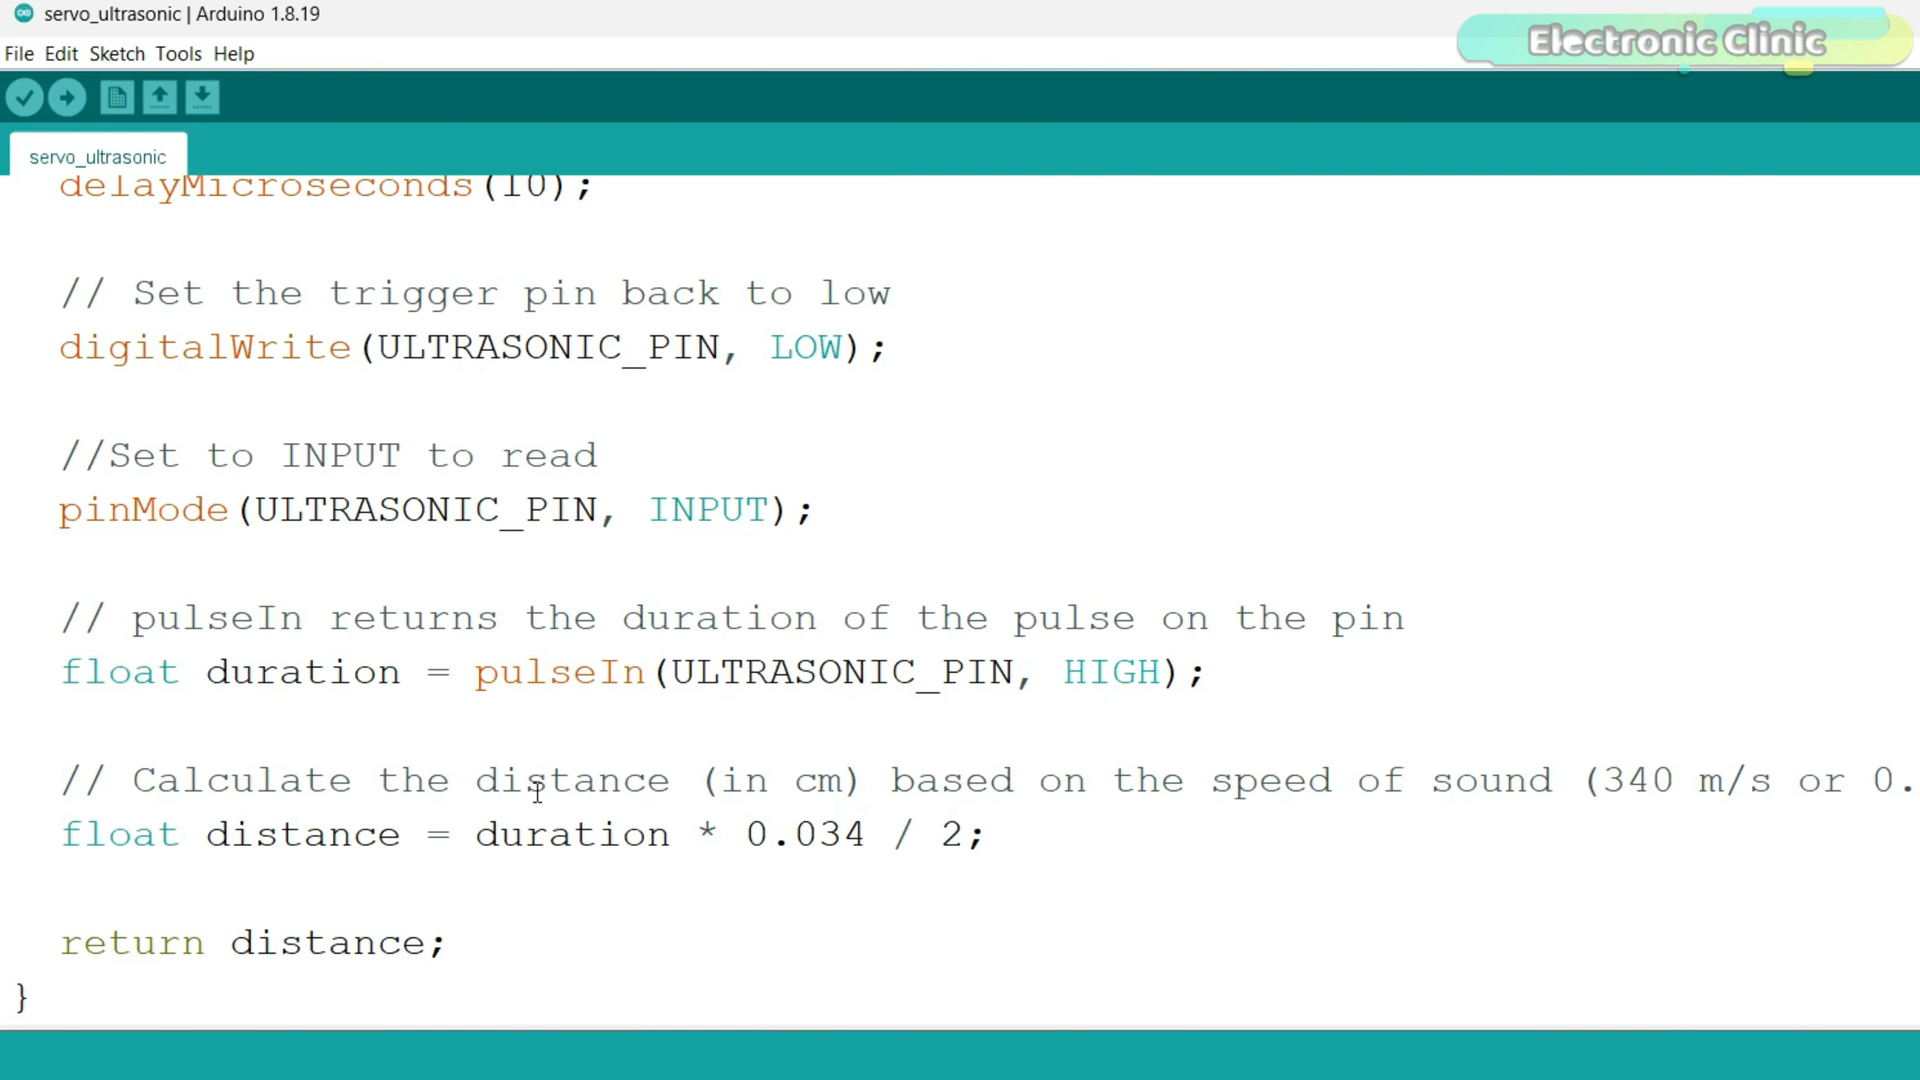 servo_ultrasonic | Arduino 1.8.19
Electronic Clinic
File Edit Sketch Tools Help
servo_ultrasonic
delayMicroseconds(10);
// Set the trigger pin back to low
digitalWrite(ULTRASONIC_PIN, LOW);
//Set to INPUT to read
pinMode(ULTRASONIC_PIN, INPUT);
// pulseIn returns the duration of the pulse on the pin
float duration = pulseIn(ULTRASONIC_PIN, HIGH);
// Calculate the distance (in cm) based on the speed of sound (340 m/s or 0.
float distance = duration * 0.034 / 2;
return distance;
}